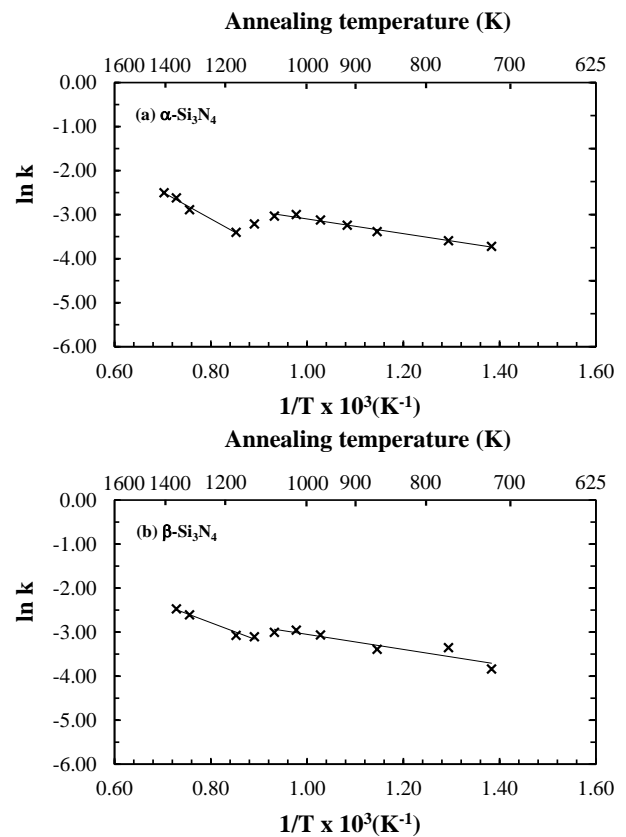 Annealing temperature (K)
1600 1400 1200 1000 900 800 700 625
0.00
(a) α-Si₃N₄
-1.00
-2.00
ln k
-3.00
-4.00
-5.00
-6.00
0.60 0.80 1.00 1.20 1.40 1.60
1/T x 10³(K⁻¹)
Annealing temperature (K)
1600 1400 1200 1000 900 800 700 625
0.00
(b) β-Si₃N₄
-1.00
-2.00
ln k
-3.00
-4.00
-5.00
-6.00
0.60 0.80 1.00 1.20 1.40 1.60
1/T x 10³(K⁻¹)